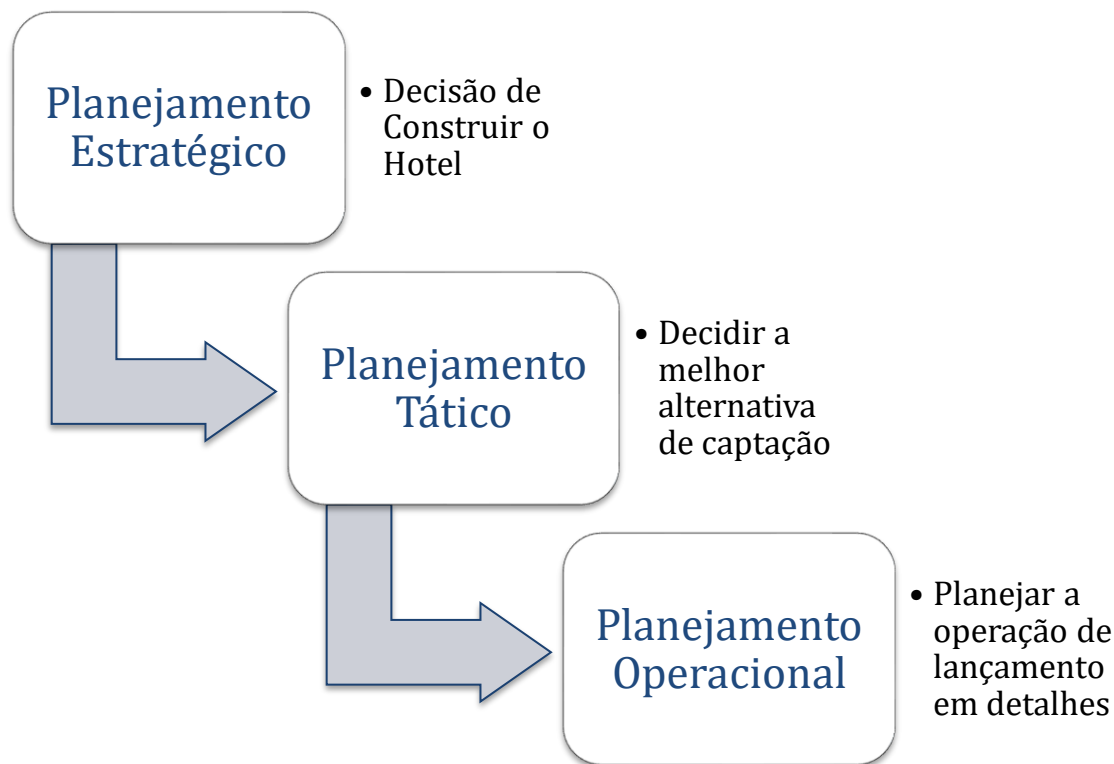 Planejamento
Estratégico
• Decisão de
Construir o
Hotel
Planejamento
Tático
• Decidir a
melhor
alternativa
de captação
Planejamento
Operacional
• Planejar a
operação de
lançamento
em detalhes